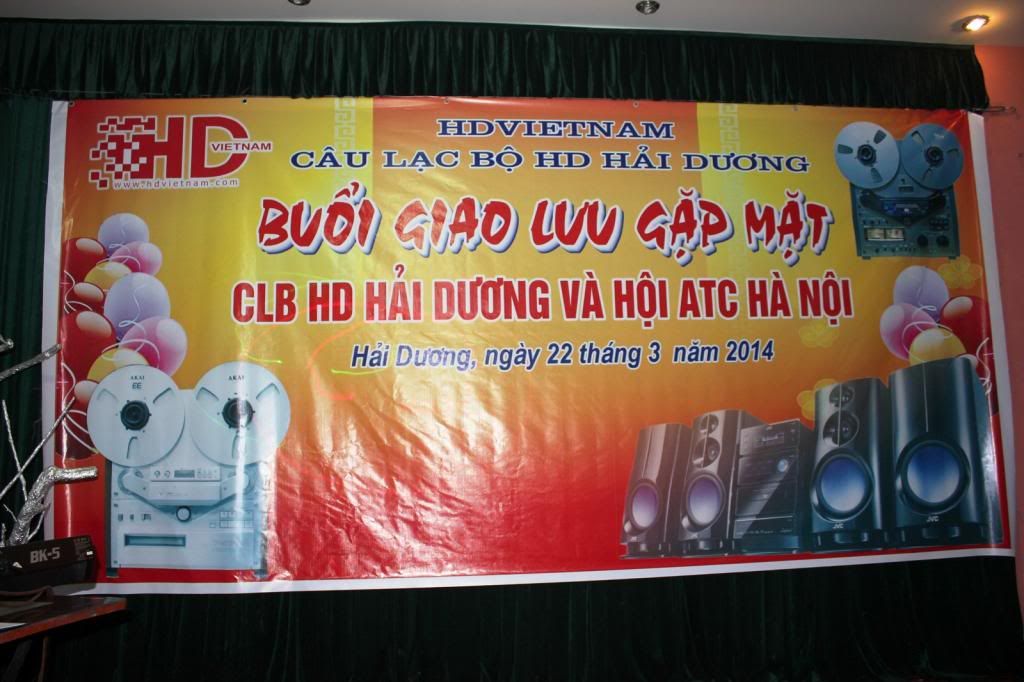 HD
VIETNAM
www.hdvietnam.com
HDVIETNAM
CÂU LẠC BỘ HD HẢI DƯƠNG
BUỔI GIAO LƯU GẶP MẶT
CLB HD HẢI DƯƠNG VÀ HỘI ATC HÀ NỘI
Hải Dương, ngày 22 tháng 3 năm 2014
AKAI
EE
AKAI
JVC
JVC
BK-5